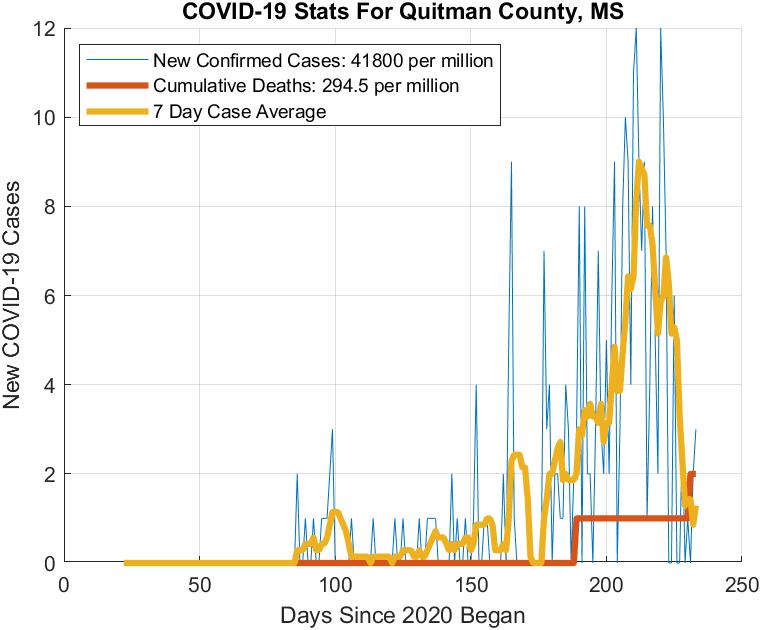 COVID-19 Stats For Quitman County, MS
New Confirmed Cases: 41800 per million
Cumulative Deaths: 294.5 per million
7 Day Case Average
New COVID-19 Cases
12
10
8
6
4
2
0
0 50 100 150 200 250
Days Since 2020 Began